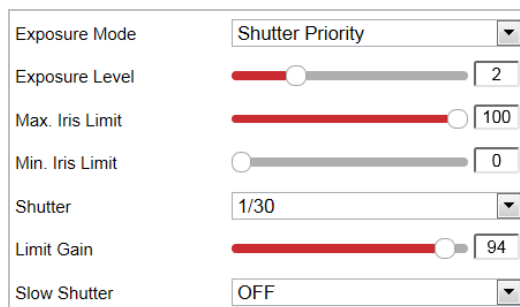 Exposure Mode Shutter Priority
Exposure Level 2
Max. Iris Limit 100
Min. Iris Limit 0
Shutter 1/30
Limit Gain 94
Slow Shutter OFF